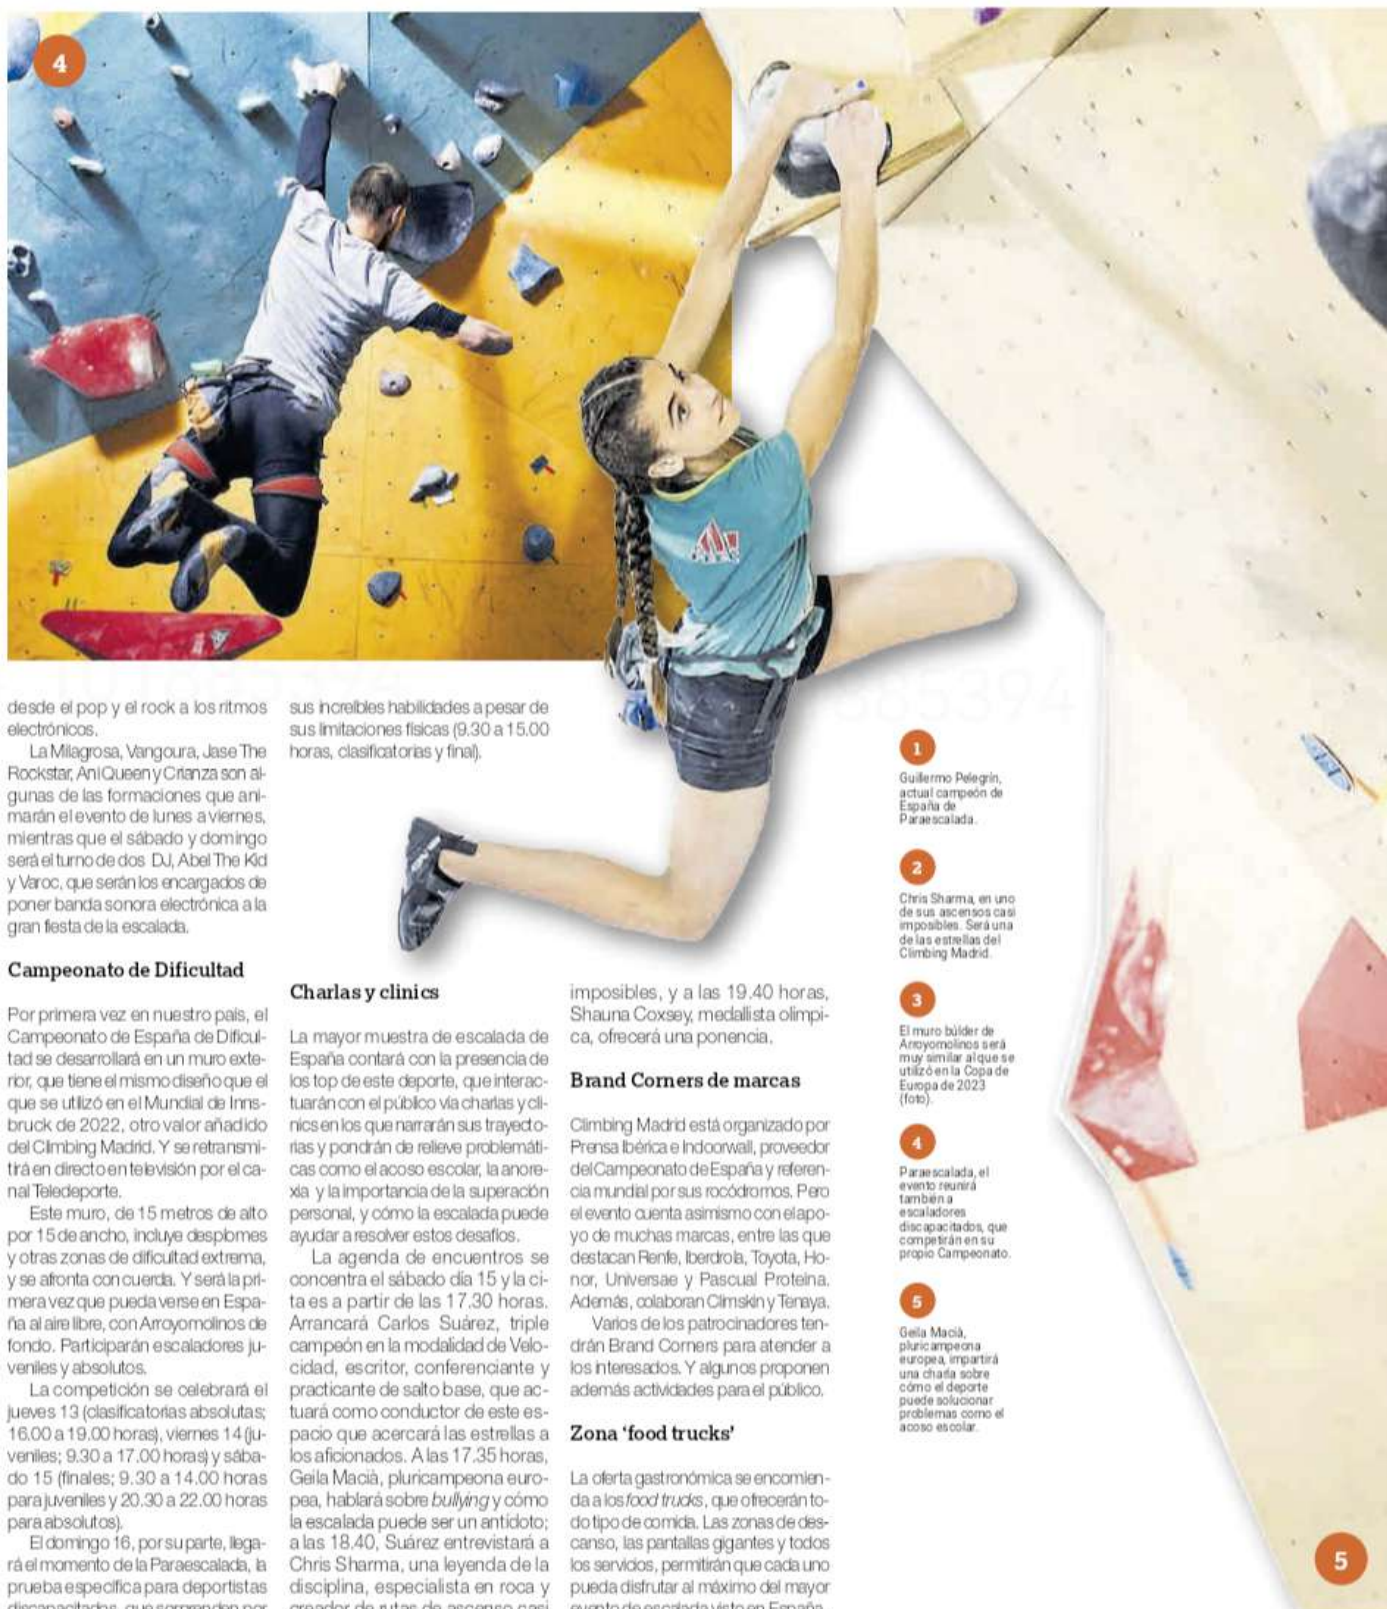 4
desde el pop y el rock a los ritmos
electrónicos.
La Milagrosa, Vangoura, Jase The
Rockstar, Ani Queen y Crianza son al-
gunas de las formaciones que ani-
marán el evento de lunes a viernes,
mientras que el sábado y domingo
será el turno de dos DJ, Abel The Kid
y Varoc, que serán los encargados de
poner banda sonora electrónica a la
gran fiesta de la escalada.
Campeonato de Dificultad
Por primera vez en nuestro país, el
Campeonato de España de Dificul-
tad se desarrollará en un muro exte-
rior, que tiene el mismo diseño que el
que se utilizó en el Mundial de Inns-
bruck de 2022, otro valor añadido
del Climbing Madrid. Y se retransmi-
tirá en directo en televisión por el ca-
nal Teledeporte.
Este muro, de 15 metros de alto
por 15 de ancho, incluye desplomes
y otras zonas de dificultad extrema,
y se afronta con cuerda. Y será la pri-
mera vez que pueda verse en Espa-
ña al aire libre, con Arroyomolinos de
fondo. Participarán escaladores ju-
veniles y absolutos.
La competición se celebrará el
jueves 13 (clasificatorias absolutas;
16.00 a 19.00 horas), viernes 14 (ju-
veniles; 9.30 a 17.00 horas) y sába-
do 15 (finales; 9.30 a 14.00 horas
para juveniles y 20.30 a 22.00 horas
para absolutos).
El domingo 16, por su parte, llega-
rá el momento de la Paraescalada, la
prueba específica para deportistas
discapacitados, que sorprenden por
sus increíbles habilidades a pesar de
sus limitaciones físicas (9.30 a 15.00
horas, clasificatorias y final).
Charlas y clinics
La mayor muestra de escalada de
España contará con la presencia de
los top de este deporte, que interac-
tuarán con el público vía charlas y cli-
nics en los que narrarán sus trayecto-
rias y pondrán de relieve problemáti-
cas como el acoso escolar, la anore-
xia y la importancia de la superación
personal, y cómo la escalada puede
ayudar a resolver estos desafíos.
La agenda de encuentros se
concentra el sábado día 15 y la ci-
ta es a partir de las 17.30 horas.
Arrancará Carlos Suárez, triple
campeón en la modalidad de Velo-
cidad, escritor, conferenciante y
practicante de salto base, que ac-
tuará como conductor de este es-
pacio que acercará las estrellas a
los aficionados. A las 17.35 horas,
Geila Macià, pluricampeona euro-
pea, hablará sobre bullying y cómo
la escalada puede ser un antídoto;
a las 18.40, Suárez entrevistará a
Chris Sharma, una leyenda de la
disciplina, especialista en roca y
creador de rutas de ascenso casi
imposibles, y a las 19.40 horas,
Shauna Coxsey, medallista olímpi-
ca, ofrecerá una ponencia.
Brand Corners de marcas
Climbing Madrid está organizado por
Prensa Ibérica e Indoorwall, proveedor
del Campeonato de España y referen-
cia mundial por sus rocódromos. Pero
el evento cuenta asimismo con el apo-
yo de muchas marcas, entre las que
destacan Renfe, Iberdrola, Toyota, Ho-
nor, Universae y Pascual Proteína.
Además, colaboran Climskin y Tenaya.
Varios de los patrocinadores ten-
drán Brand Corners para atender a
los interesados. Y algunos proponen
además actividades para el público.
Zona ‘food trucks’
La oferta gastronómica se encomien-
da a los food trucks, que ofrecerán to-
do tipo de comida. Las zonas de des-
canso, las pantallas gigantes y todos
los servicios, permitirán que cada uno
pueda disfrutar al máximo del mayor
evento de escalada visto en España.
1
Guillermo Pelegrín,
actual campeón de
España de
Paraescalada.
2
Chris Sharma, en uno
de sus ascensos casi
imposibles. Será una
de las estrellas del
Climbing Madrid.
3
El muro búlder de
Arroyomolinos será
muy similar al que se
utilizó en la Copa de
Europa de 2023
(foto).
4
Paraescalada, el
evento reunirá
también a
escaladores
discapacitados, que
competirán en su
propio Campeonato.
5
Geila Macià,
pluricampeona
europea, impartirá
una charla sobre
cómo el deporte
puede solucionar
problemas como el
acoso escolar.
5